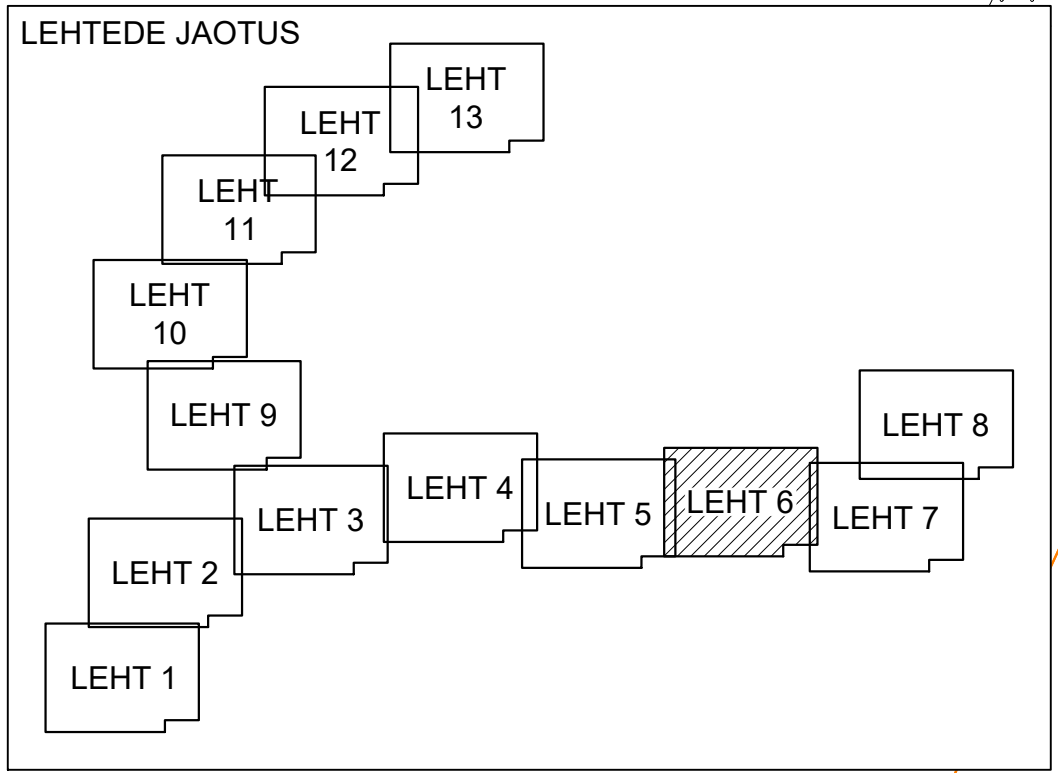 LEHTEDE JAOTUS
LEHT
13
LEHT
12
LEHT
11
LEHT
10
LEHT 9
LEHT 8
LEHT 4
LEHT 6
LEHT 5
LEHT 3
LEHT 7
LEHT 2
LEHT 1